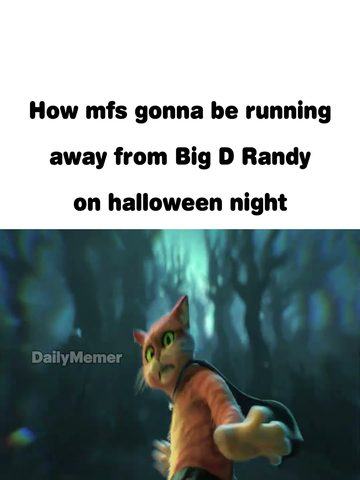 How mfs gonna be running
away from Big D Randy
on halloween night
DailyMemer